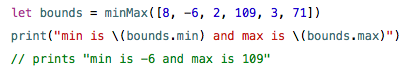 let bounds = minMax([8, -6, 2, 109, 3, 71])
print("min is \(bounds.min) and max is \(bounds.max)")
// prints "min is -6 and max is 109"